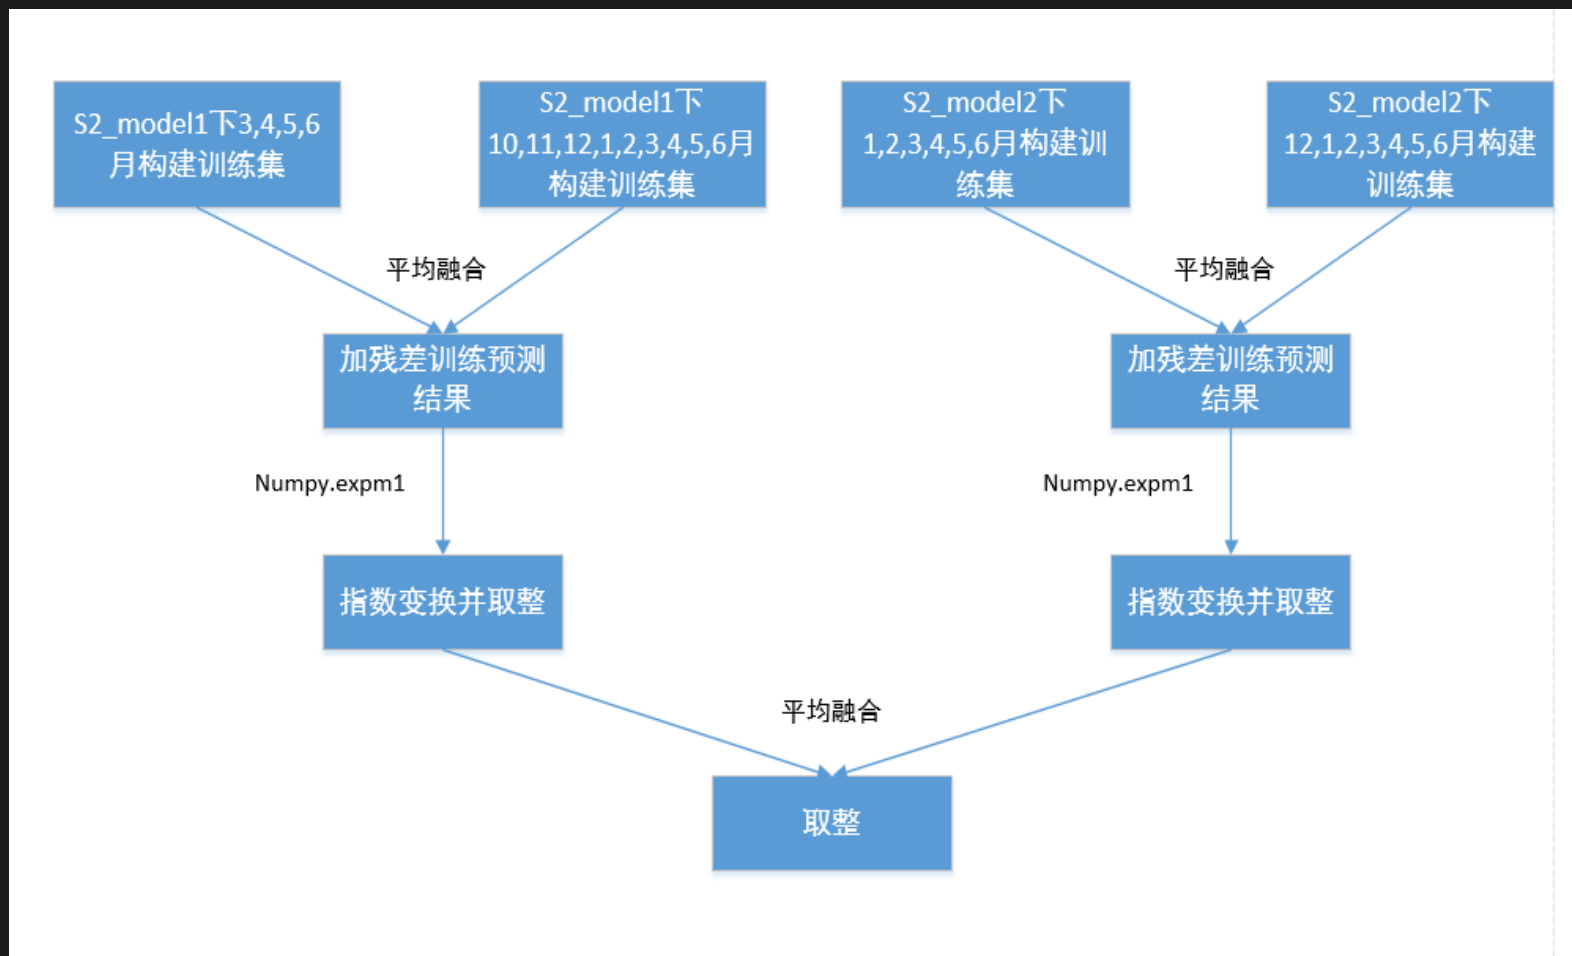 S2_model1下3,4,5,6
月构建训练集
S2_model1下
10,11,12,1,2,3,4,5,6月
构建训练集
S2_model2下
1,2,3,4,5,6月构建训
练集
S2_model2下
12,1,2,3,4,5,6月构建
训练集
平均融合
平均融合
加残差训练预测
结果
加残差训练预测
结果
Numpy.expm1
Numpy.expm1
指数变换并取整
指数变换并取整
平均融合
取整